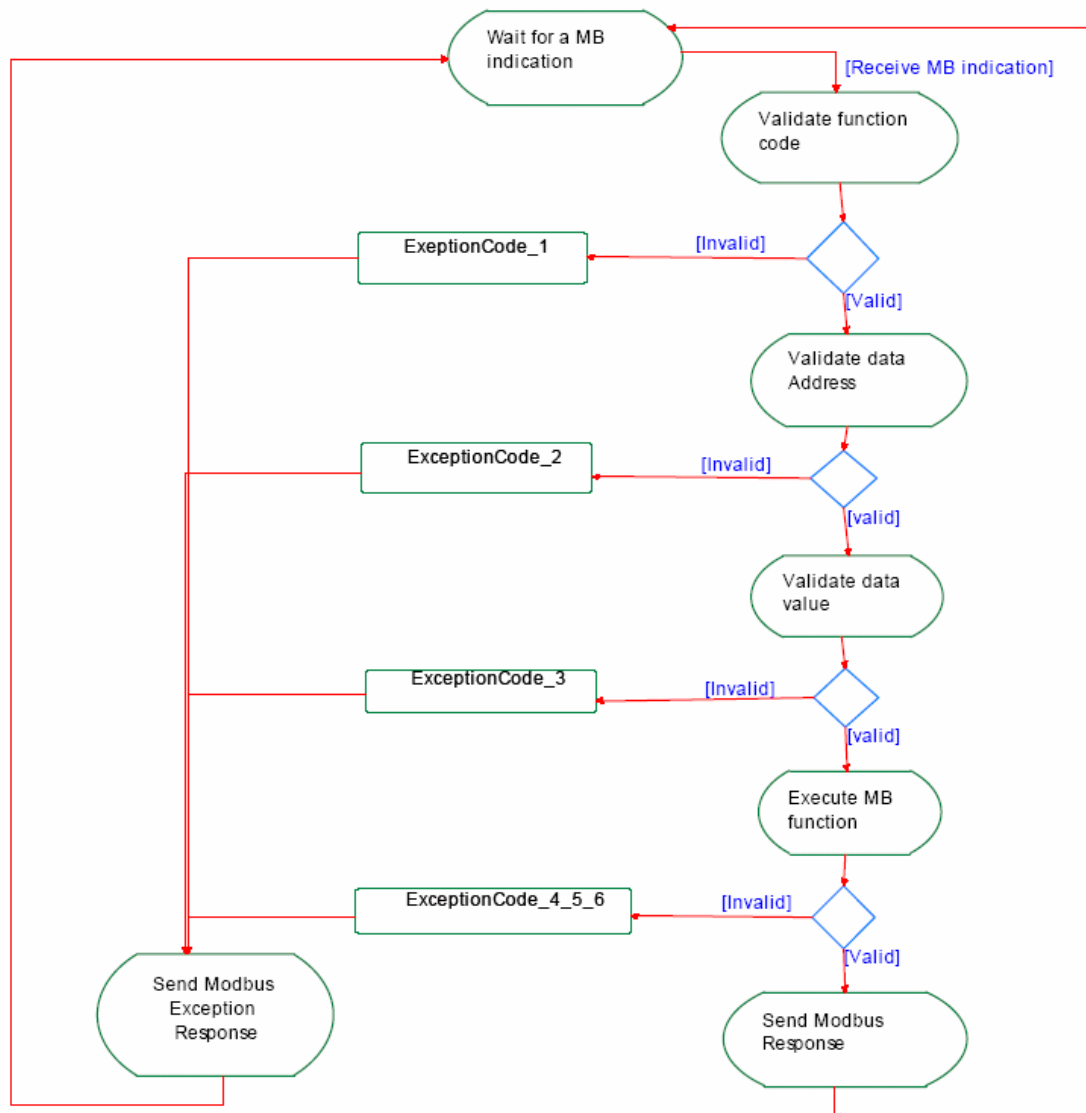 Wait for a MB
indication
[Receive MB indication]
Validate function
code
[Invalid]
ExeptionCode_1
[Valid]
Validate data
Address
[Invalid]
ExceptionCode_2
[valid]
Validate data
value
[Invalid]
ExceptionCode_3
[valid]
Execute MB
function
[Invalid]
ExceptionCode_4_5_6
[Valid]
Send Modbus
Exception
Response
Send Modbus
Response